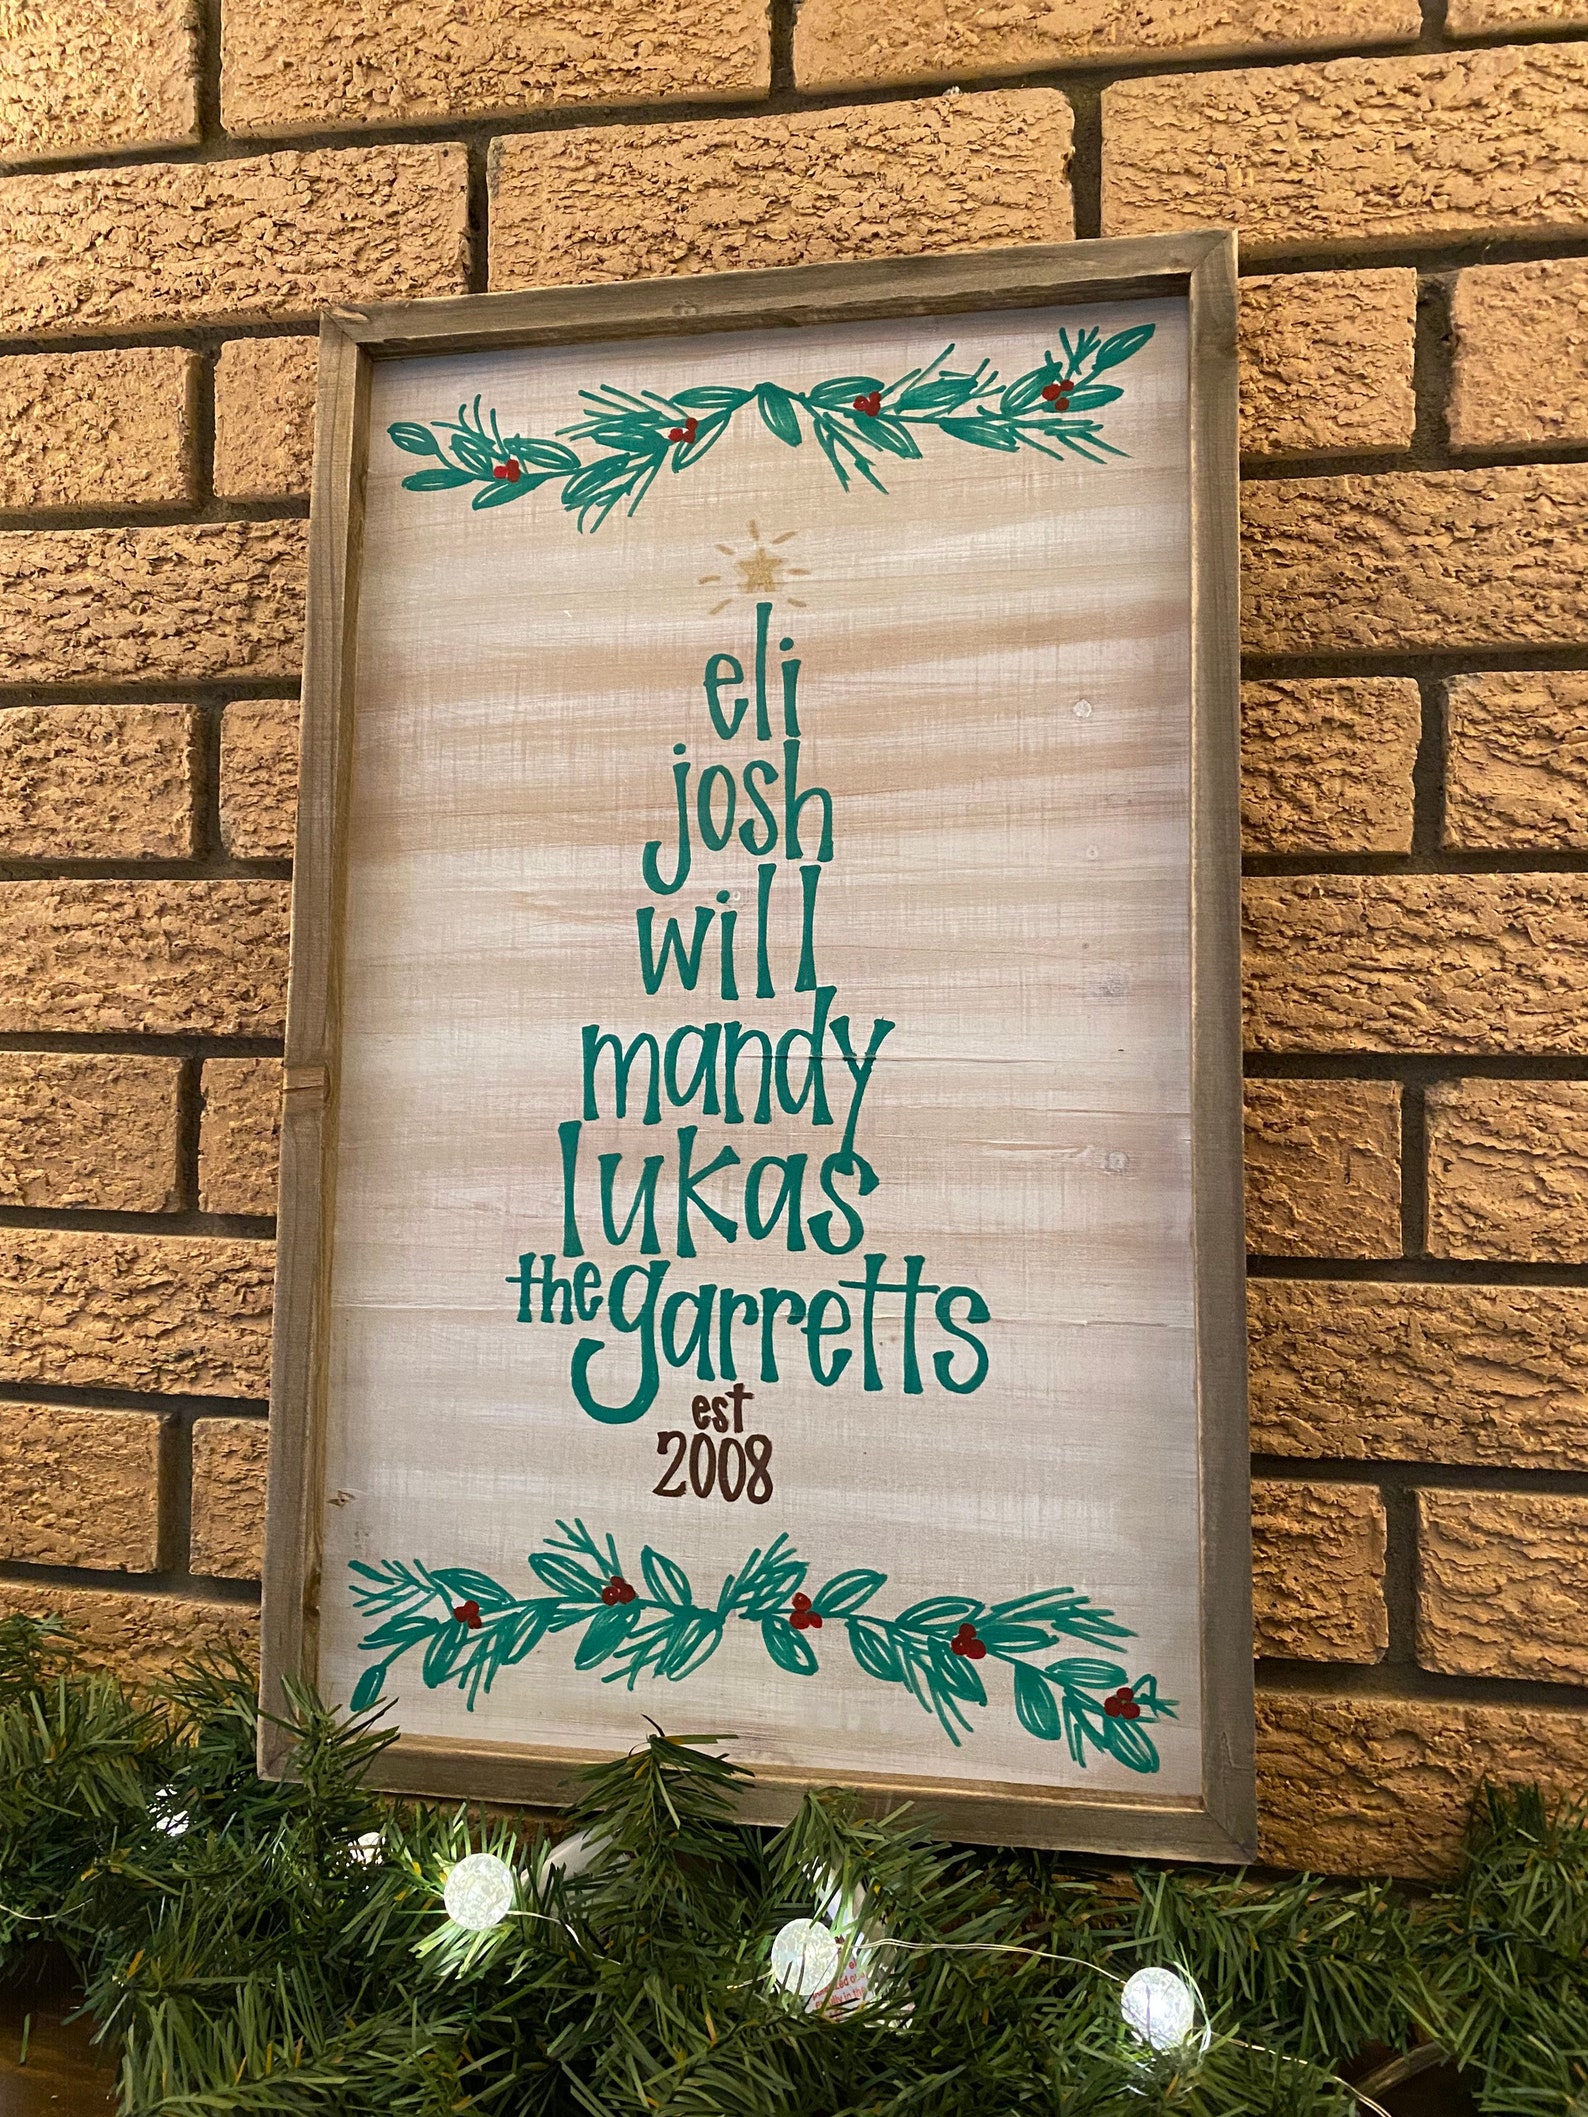 eli
josh
will
mandy
lukas
the garretts
est
2008